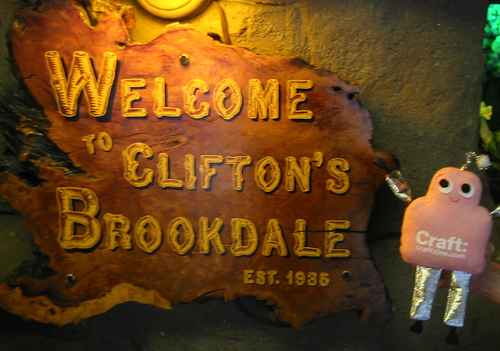 WELCOME
TO
CLIFTON'S
BROOKDALE
EST. 1935
Craft:
craftzine.com